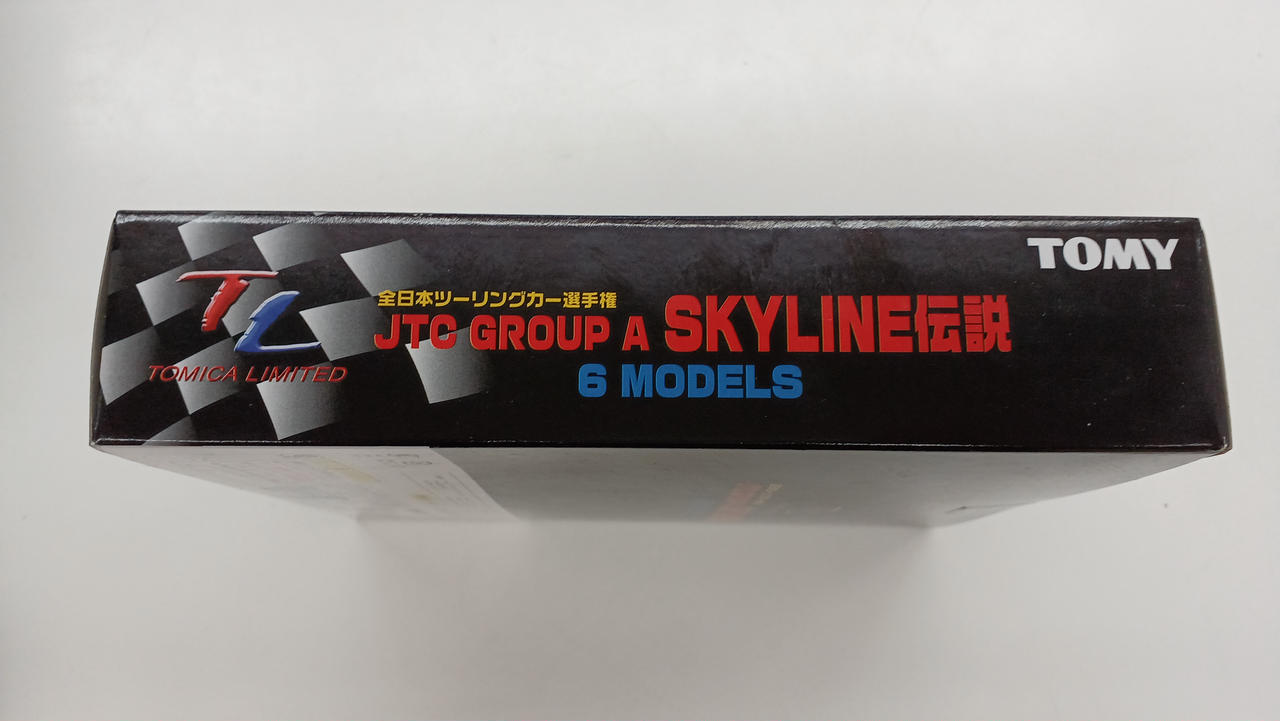 TOMY
TL
TOMICA LIMITED
全日本ツーリングカー選手権
JTC GROUP A SKYLINE伝説
6 MODELS